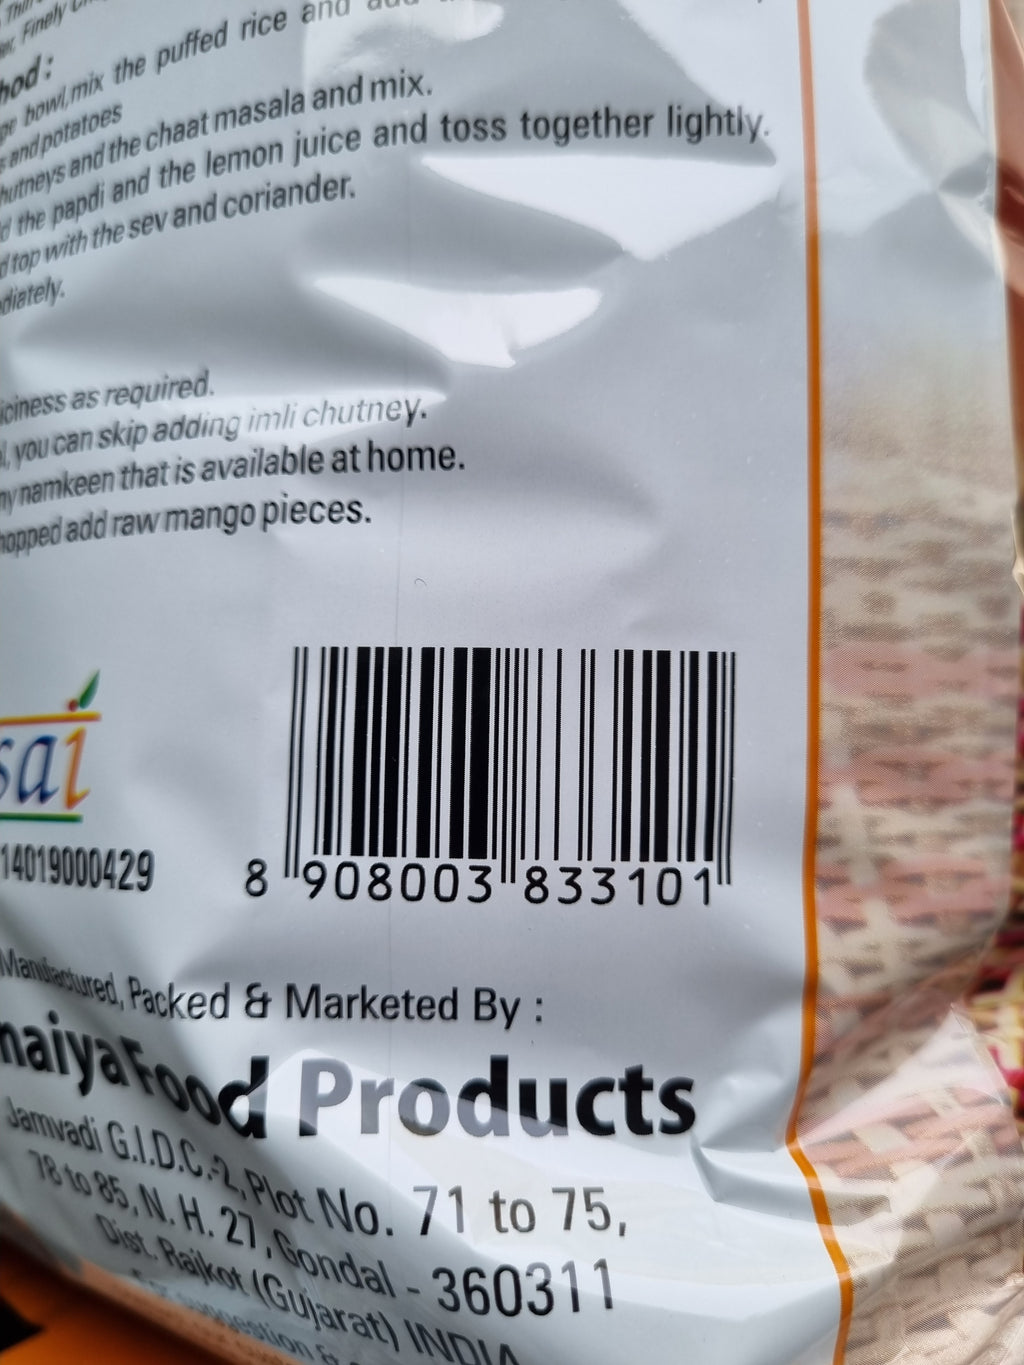 er, Finely
hod:
bowl, mix the puffed rice and
and potatoes
hutneys and the chaat masala and mix.
d the papdi and the lemon juice and toss together lightly.
d top with the sev and coriander.
diately.
iciness as required.
l, you can skip adding imli chutney.
ny namkeen that is available at home.
hopped add raw mango pieces.
sai
14019000429
8 908003 833101
Manufactured, Packed & Marketed By :
maiya Food Products
Jamvadi G.I.D.C.-2, Plot No. 71 to 75,
78 to 85, N. H. 27, Gondal - 360311
Dist. Rajkot (Gujarat) INDIA